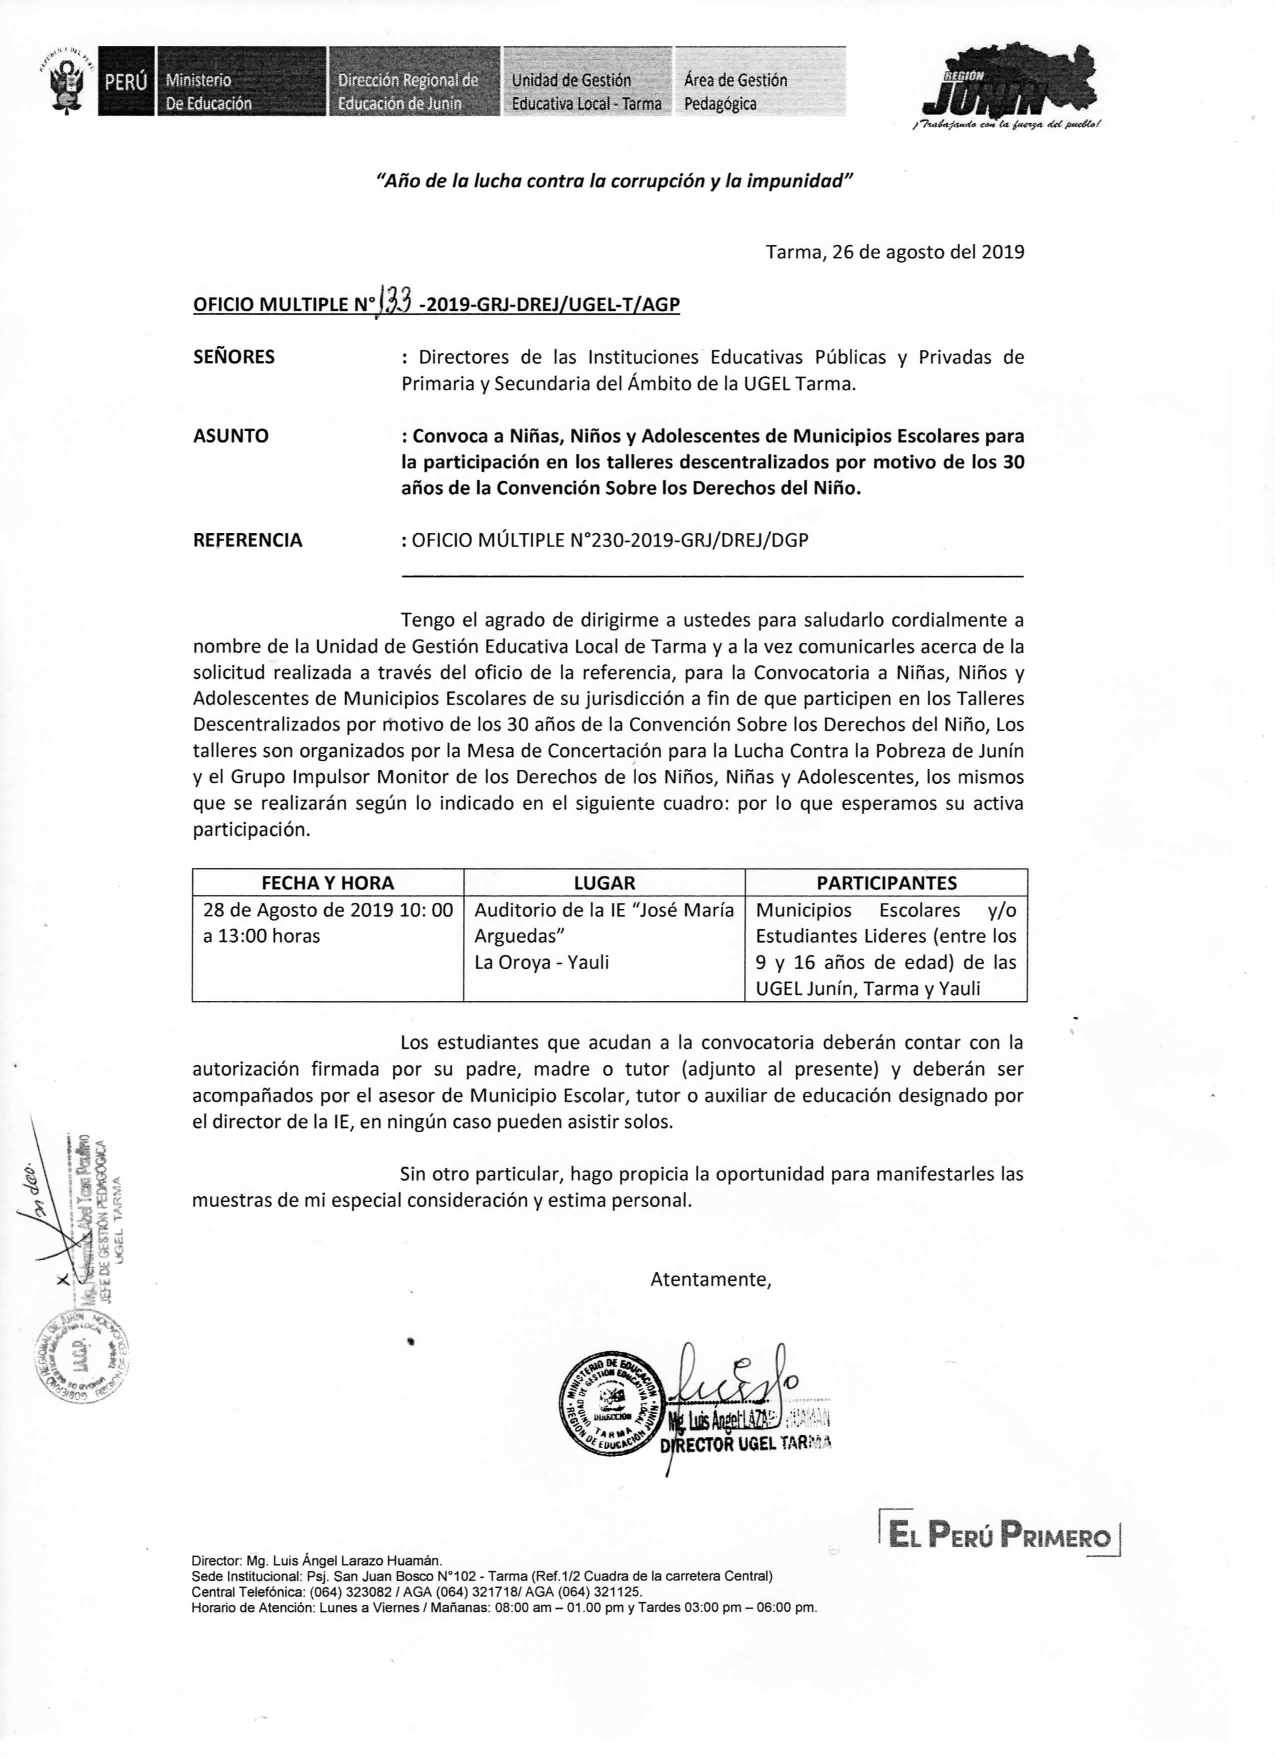 PERÚ
Ministerio
De Educación
Dirección Regional de
Educación de Junín
Unidad de Gestión
Educativa Local - Tarma
Área de Gestión
Pedagógica
REGIÓN
JUNÍN
¡Trabajando con la fuerza del pueblo!
"Año de la lucha contra la corrupción y la impunidad"
Tarma, 26 de agosto del 2019
OFICIO MULTIPLE N° 133 -2019-GRJ-DREJ/UGEL-T/AGP
SEÑORES : Directores de las Instituciones Educativas Públicas y Privadas de
Primaria y Secundaria del Ámbito de la UGEL Tarma.
ASUNTO : Convoca a Niñas, Niños y Adolescentes de Municipios Escolares para
la participación en los talleres descentralizados por motivo de los 30
años de la Convención Sobre los Derechos del Niño.
REFERENCIA : OFICIO MÚLTIPLE N°230-2019-GRJ/DREJ/DGP
Tengo el agrado de dirigirme a ustedes para saludarlo cordialmente a
nombre de la Unidad de Gestión Educativa Local de Tarma y a la vez comunicarles acerca de la
solicitud realizada a través del oficio de la referencia, para la Convocatoria a Niñas, Niños y
Adolescentes de Municipios Escolares de su jurisdicción a fin de que participen en los Talleres
Descentralizados por motivo de los 30 años de la Convención Sobre los Derechos del Niño, Los
talleres son organizados por la Mesa de Concertación para la Lucha Contra la Pobreza de Junín
y el Grupo Impulsor Monitor de los Derechos de los Niños, Niñas y Adolescentes, los mismos
que se realizarán según lo indicado en el siguiente cuadro: por lo que esperamos su activa
participación.
FECHA Y HORA LUGAR PARTICIPANTES
28 de Agosto de 2019 10: 00 Auditorio de la IE "José María Municipios Escolares y/o
a 13:00 horas Arguedas" Estudiantes Lideres (entre los
La Oroya - Yauli 9 y 16 años de edad) de las
UGEL Junín, Tarma y Yauli
Los estudiantes que acudan a la convocatoria deberán contar con la
autorización firmada por su padre, madre o tutor (adjunto al presente) y deberán ser
acompañados por el asesor de Municipio Escolar, tutor o auxiliar de educación designado por
el director de la IE, en ningún caso pueden asistir solos.
Sin otro particular, hago propicia la oportunidad para manifestarles las
muestras de mi especial consideración y estima personal.
JEFE DE GESTIÓN PEDAGÓGICA
UGEL TARMA
Atentamente,
MINISTERIO DE EDUCACIÓN
UNIDAD DE GESTION EDUCATIVA LOCAL
DIRECCION
TARMA
REGIÓN DE EDUCACIÓN JUNÍN
Mg. Luis Ángel LAZARO HUAMÁN
DIRECTOR UGEL TARMA
EL PERÚ PRIMERO
Director: Mg. Luis Ángel Larazo Huamán.
Sede Institucional: Psj. San Juan Bosco N°102 - Tarma (Ref.1/2 Cuadra de la carretera Central)
Central Telefónica: (064) 323082 / AGA (064) 321718/ AGA (064) 321125.
Horario de Atención: Lunes a Viernes / Mañanas: 08:00 am – 01.00 pm y Tardes 03:00 pm – 06:00 pm.